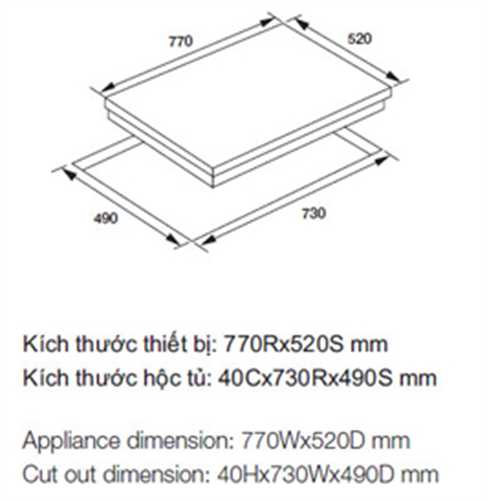 770
520
490
730
Kích thước thiết bị: 770Rx520S mm
Kích thước hộc tủ: 40Cx730Rx490S mm
Appliance dimension: 770Wx520D mm
Cut out dimension: 40Hx730Wx490D mm